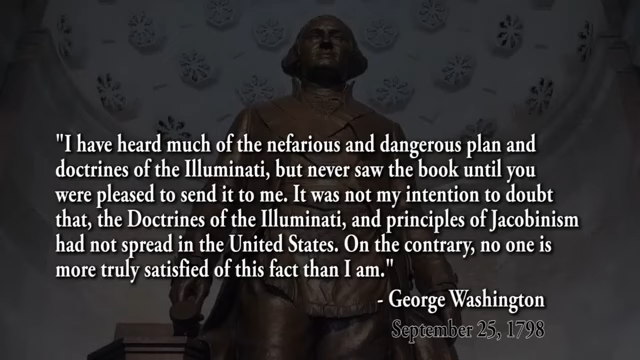 "I have heard much of the nefarious and dangerous plan and
doctrines of the Illuminati, but never saw the book until you
were pleased to send it to me. It was not my intention to doubt
that, the Doctrines of the Illuminati, and principles of Jacobinism
had not spread in the United States. On the contrary, no one is
more truly satisfied of this fact than I am."
- George Washington
September 25, 1798